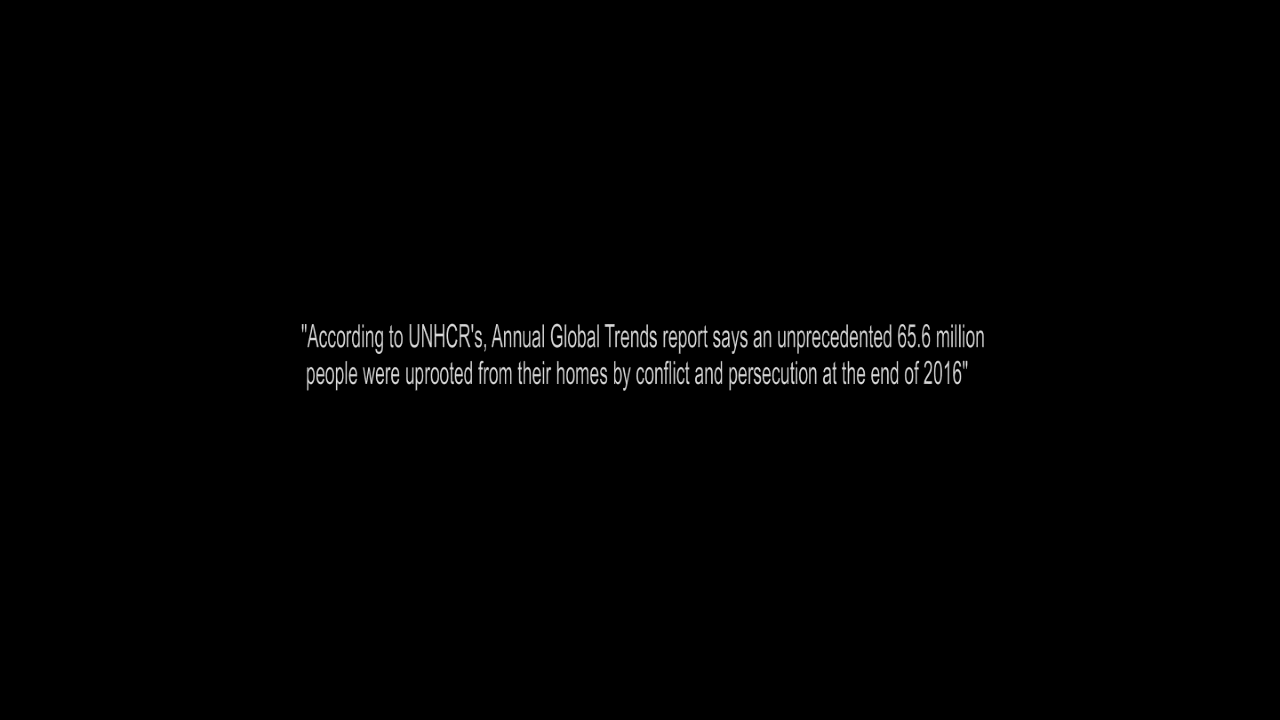 "According to UNHCR's, Annual Global Trends report says an unprecedented 65.6 million
people were uprooted from their homes by conflict and persecution at the end of 2016"